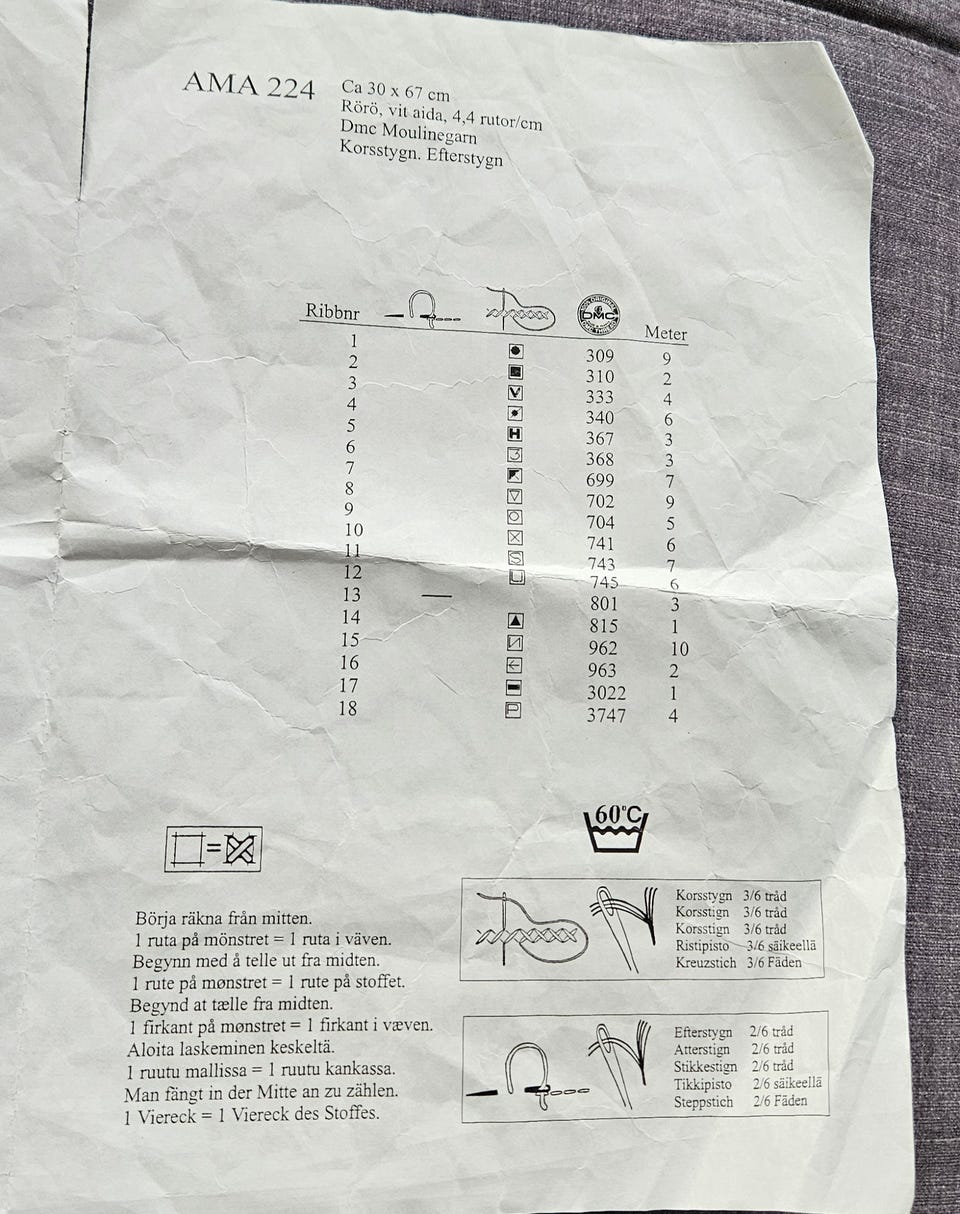 AMA 224
Ca 30 x 67 cm
Rörö, vit aida, 4,4 rutor/cm
Dmc Moulinegarn
Korsstygn. Efterstygn
Ribbnr DMC Meter
1 309 9
2 310 2
3 333 4
4 340 6
5 367 3
6 368 3
7 699 7
8 702 9
9 704 5
10 741 6
11 743 7
12 745 6
13 801 3
14 815 1
15 962 10
16 963 2
17 3022 1
18 3747 4
60°C
Börja räkna från mitten.
1 ruta på mönstret = 1 ruta i väven.
Begynn med å telle ut fra midten.
1 rute på mønstret = 1 rute på stoffet.
Begynd at tælle fra midten.
1 firkant på mønstret = 1 firkant i væven.
Aloita laskeminen keskeltä.
1 ruutu mallissa = 1 ruutu kankassa.
Man fängt in der Mitte an zu zählen.
1 Viereck = 1 Viereck des Stoffes.
Korsstygn 3/6 tråd
Korsstign 3/6 tråd
Korsstign 3/6 tråd
Ristipisto 3/6 säikeellä
Kreuzstich 3/6 Fäden
Efterstygn 2/6 tråd
Atterstign 2/6 tråd
Stikkestign 2/6 tråd
Tikkipisto 2/6 säikeellä
Steppstich 2/6 Fäden